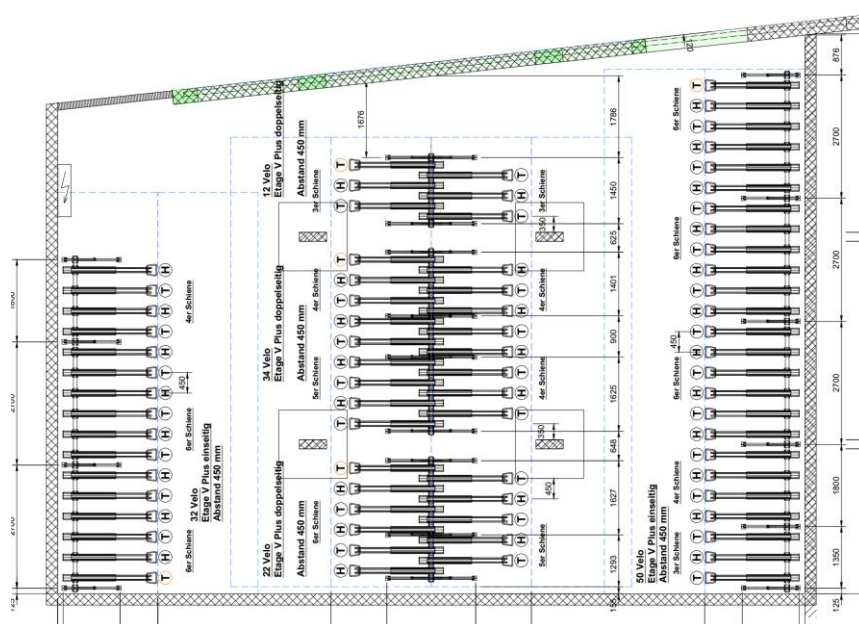 120
876
2700
2700
2700
1800
1350
125
1676
1786
1450
625
1401
900
1625
648
1627
1293
155
350
350
450
450
450
12 Velo
Etage V Plus doppelseitig
Abstand 450 mm
3er Schiene
3er Schiene
34 Velo
Etage V Plus doppelseitig
Abstand 450 mm
4er Schiene
5er Schiene
4er Schiene
4er Schiene
22 Velo
Etage V Plus doppelseitig
Abstand 450 mm
6er Schiene
5er Schiene
32 Velo
Etage V Plus einseitig
Abstand 450 mm
4er Schiene
6er Schiene
6er Schiene
2700
2700
50 Velo
Etage V Plus einseitig
Abstand 450 mm
6er Schiene
6er Schiene
6er Schiene
4er Schiene
3er Schiene